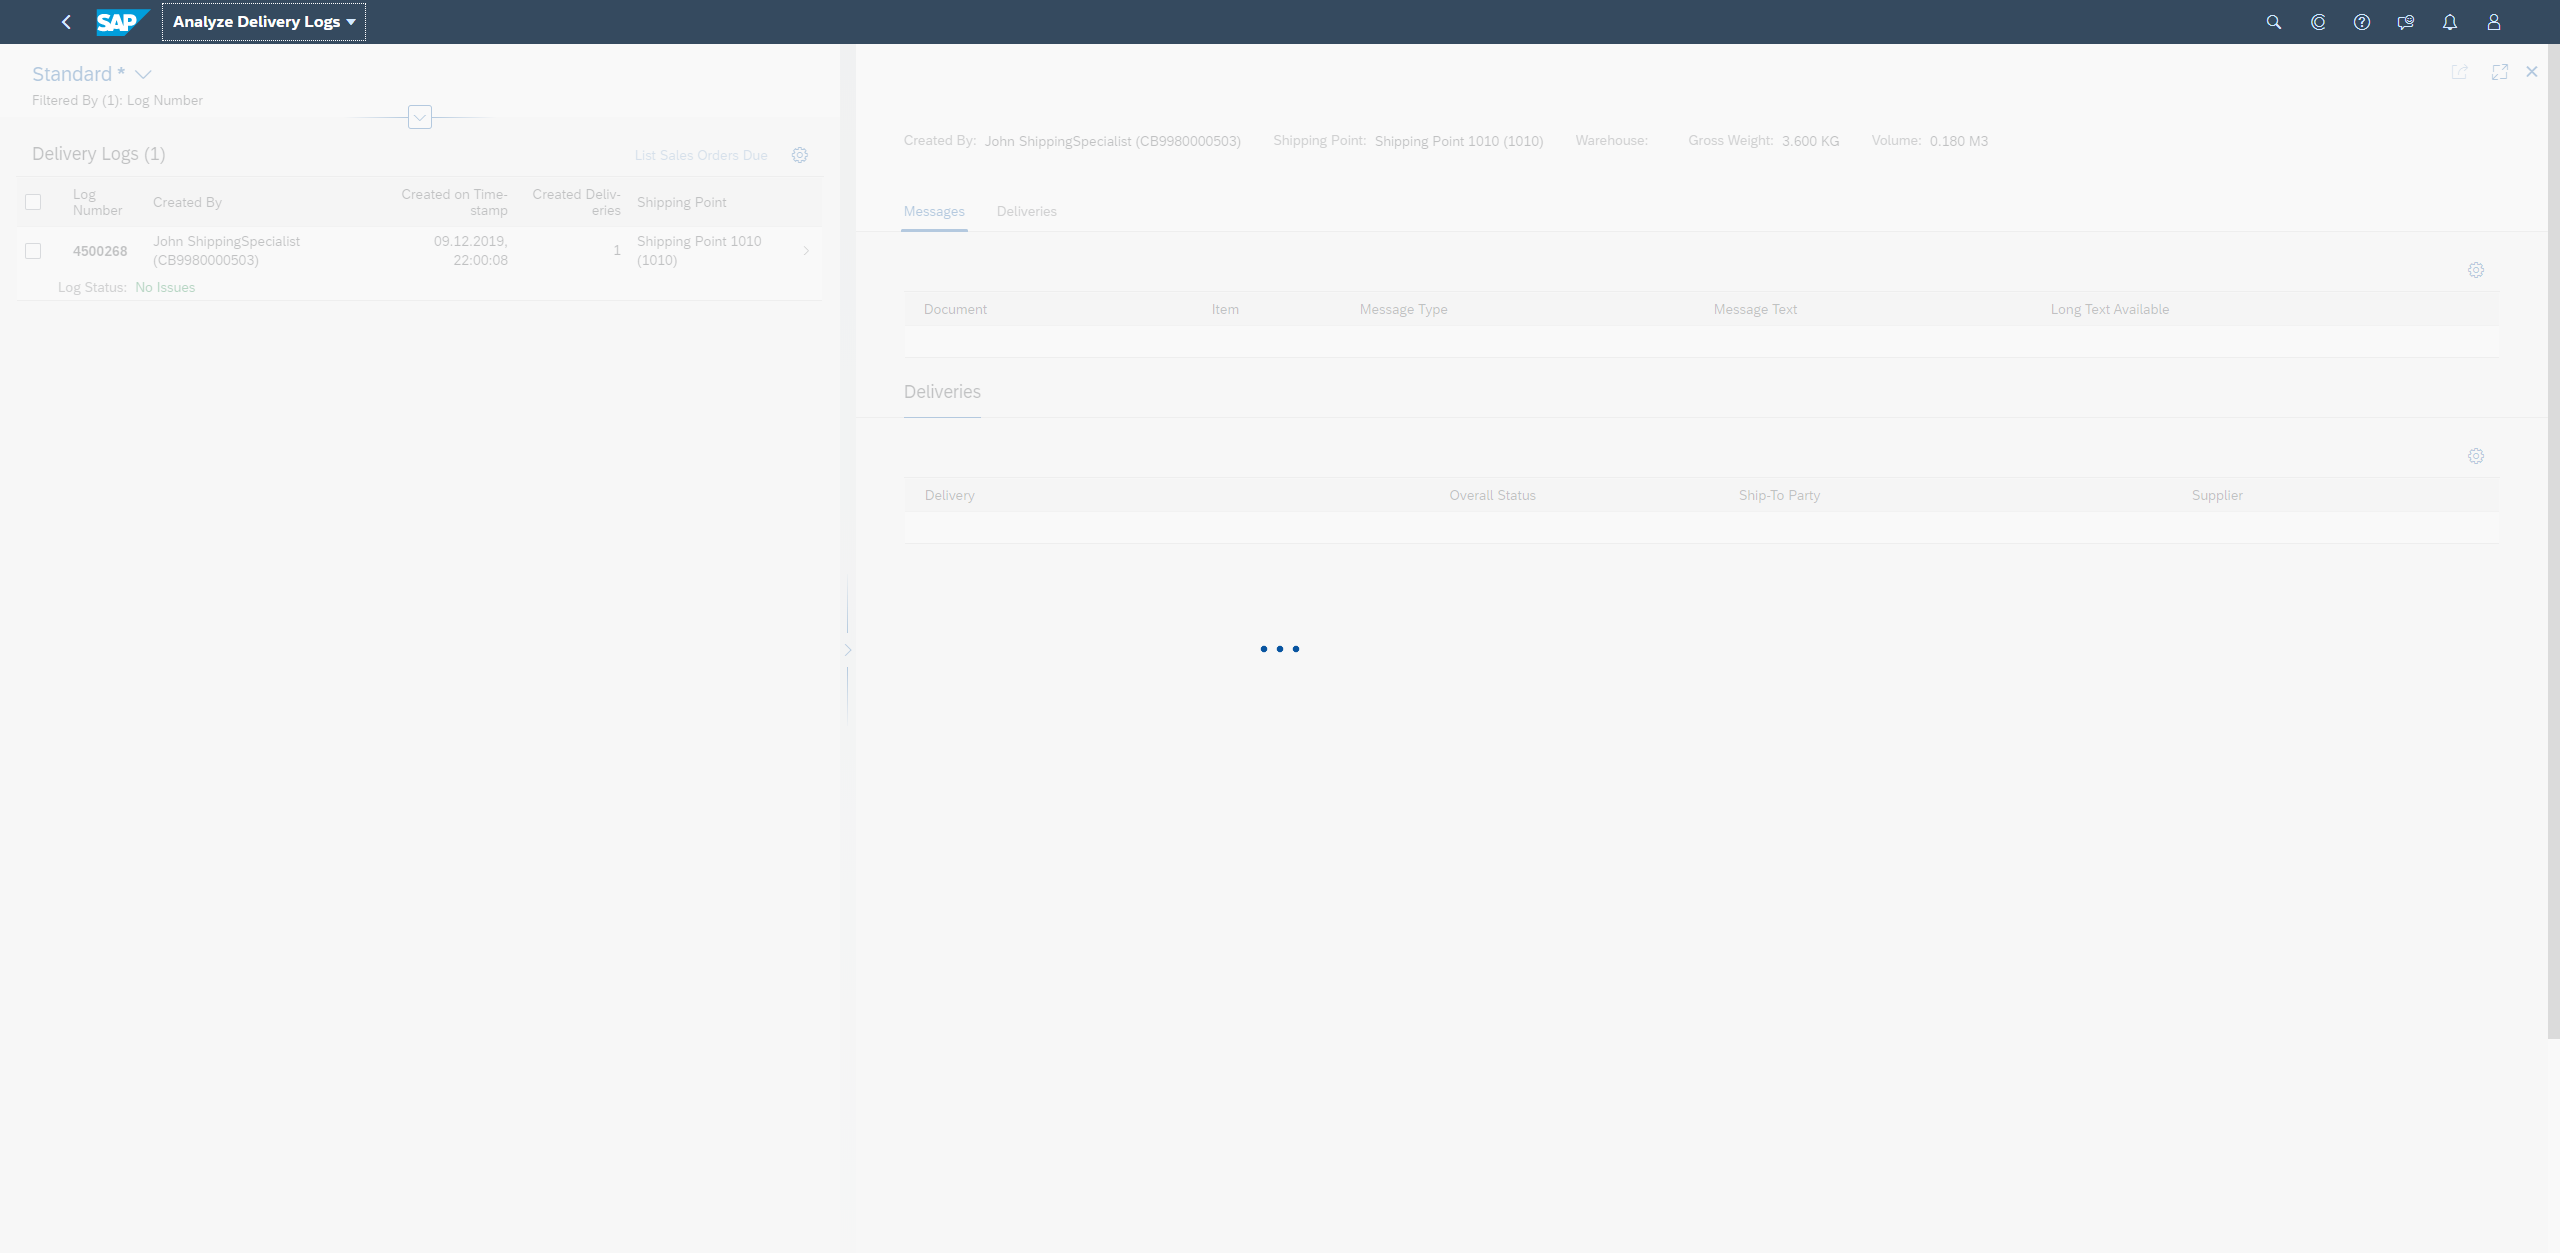 SAP Analyze Delivery Logs
Standard *
Filtered By (1): Log Number
Delivery Logs (1)
List Sales Orders Due
Log Number
Created By
Created on Time-
stamp
Created Deliv-
eries
Shipping Point
4500268
John ShippingSpecialist
(CB9980000503)
09.12.2019,
22:00:08
1
Shipping Point 1010
(1010)
Log Status: No Issues
Created By: John ShippingSpecialist (CB9980000503) Shipping Point: Shipping Point 1010 (1010) Warehouse: Gross Weight: 3.600 KG Volume: 0.180 M3
Messages Deliveries
Document Item Message Type Message Text Long Text Available
Deliveries
Delivery Overall Status Ship-To Party Supplier